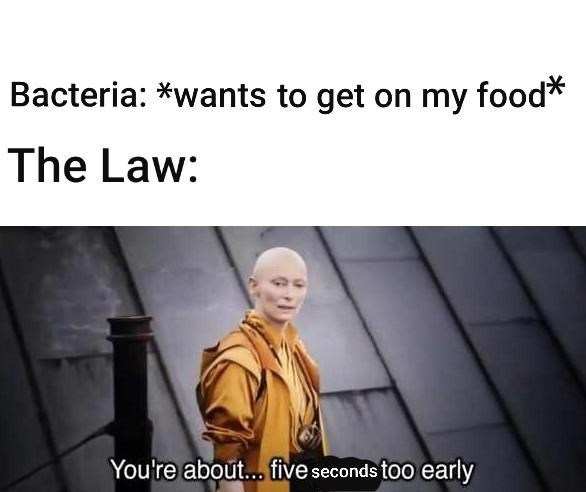 Bacteria: *wants to get on my food*
The Law:
You're about... five seconds too early